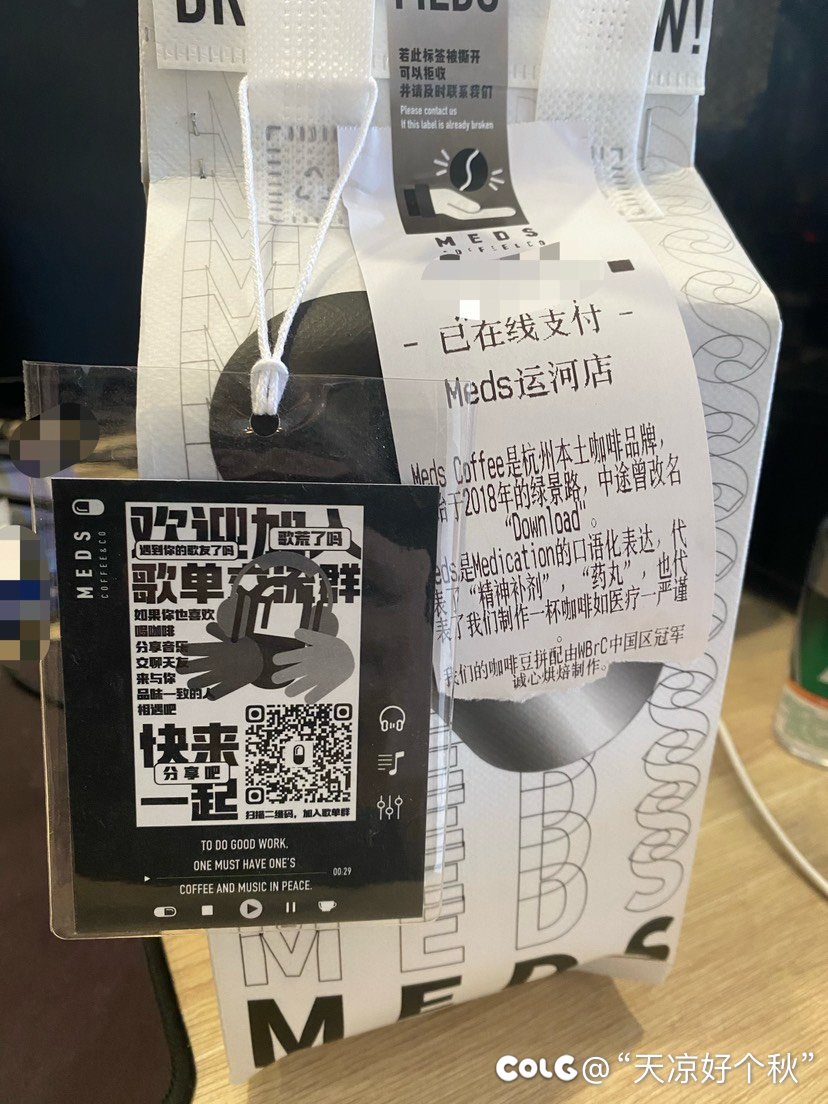 MEDS
若此标签被撕开
可以拒收
并请及时联系我们
Please contact us
If this label is already broken
MEDS
COFFEE&CO
- 已在线支付 -
Meds运河店
Meds Coffee是杭州本土咖啡品牌，
于2018年的绿景路，中途曾改名
“Download”。
eds是Medication的口语化表达，代
表了“精神补剂”，“药丸”，也代
表了我们制作一杯咖啡如医疗一严谨
。
我们的咖啡豆拼配由WBrC中国区冠军
诚心烘焙制作。
MEDS
COFFEE&CO
欢迎加入
歌荒了吗
遇到你的歌友了吗
歌单交换群
如果你也喜欢
喝咖啡
分享音乐
交聊天友
来与你
品味一致的人
相遇吧
快来
分享吧
一起
扫描二维码，加入歌单群
TO DO GOOD WORK,
ONE MUST HAVE ONE'S
COFFEE AND MUSIC IN PEACE.
00:29
MEDS
MEDS
COLG@“天凉好个秋”